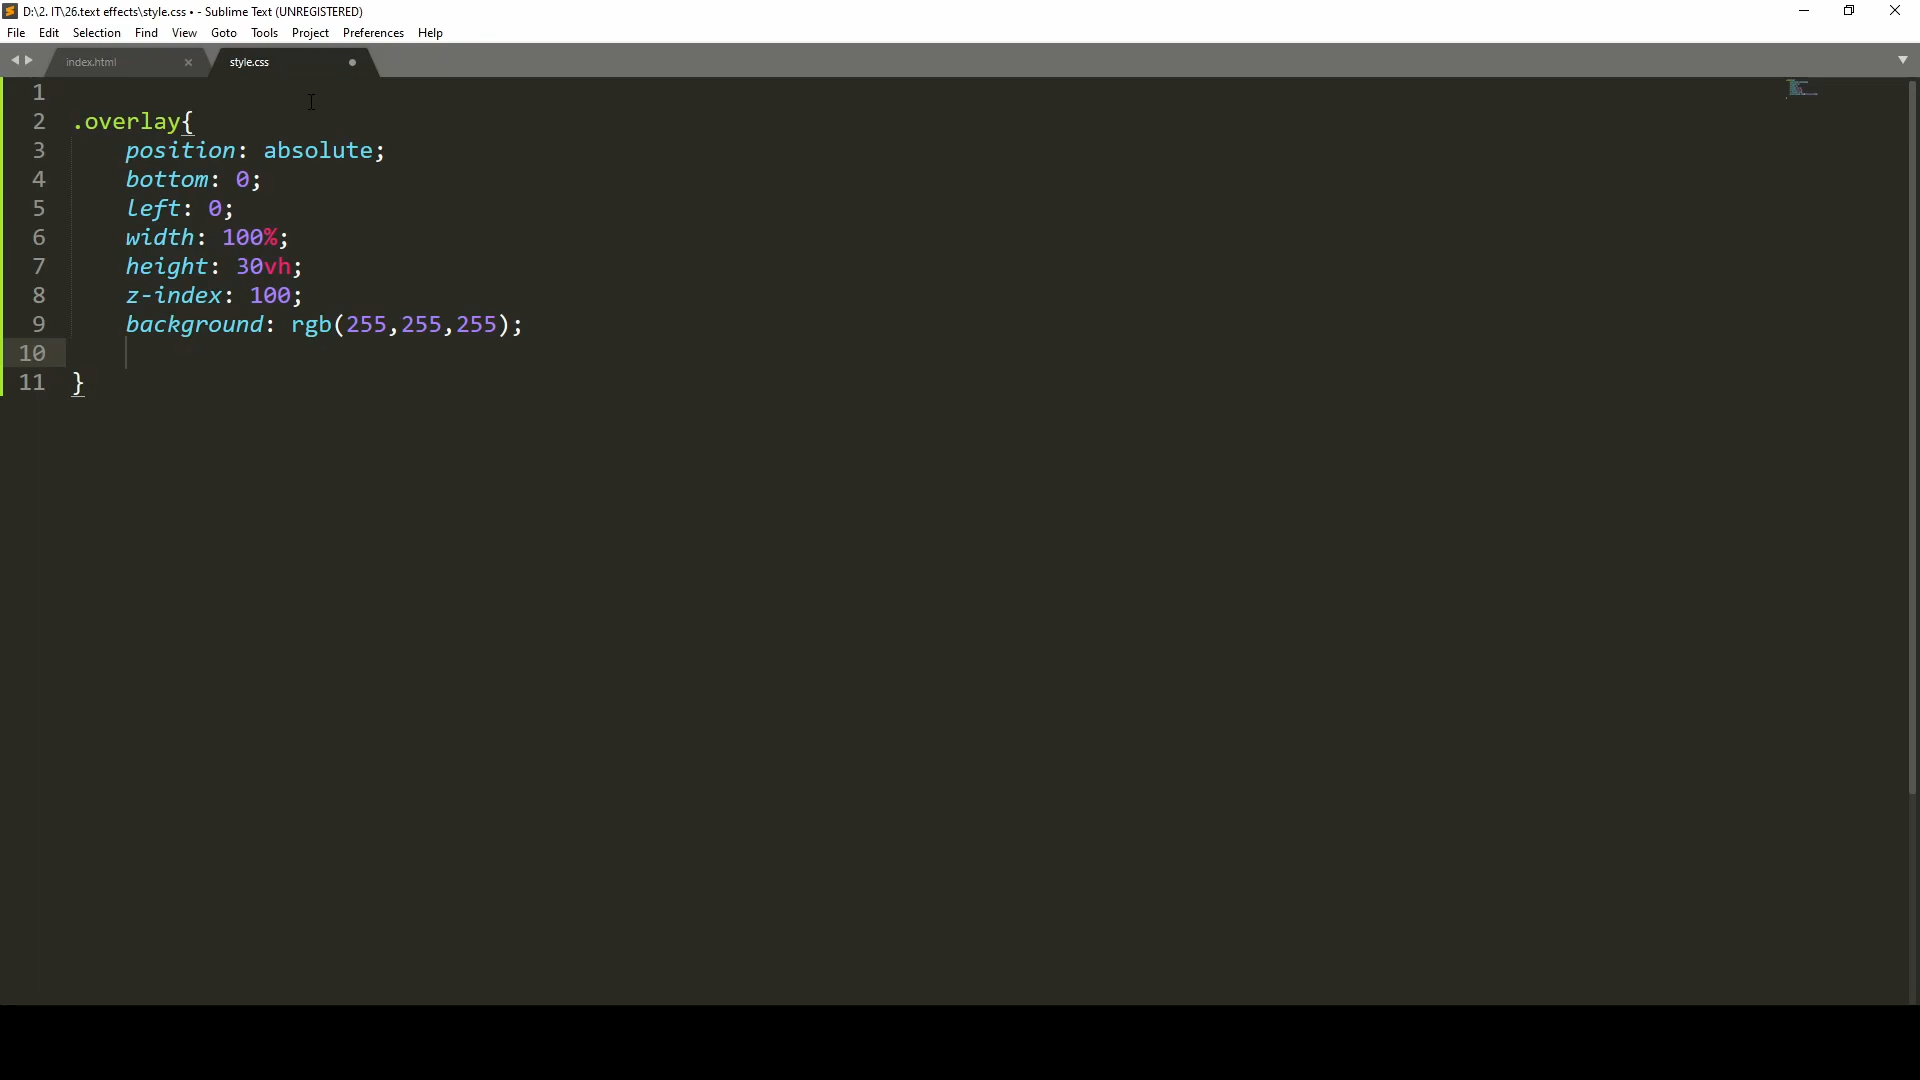 D:\2. IT\26.text effects\style.css • - Sublime Text (UNREGISTERED)
File Edit Selection Find View Goto Tools Project Preferences Help
index.html style.css
1
2 .overlay{
3 position: absolute;
4 bottom: 0;
5 left: 0;
6 width: 100%;
7 height: 30vh;
8 z-index: 100;
9 background: rgb(255,255,255);
10
11 }